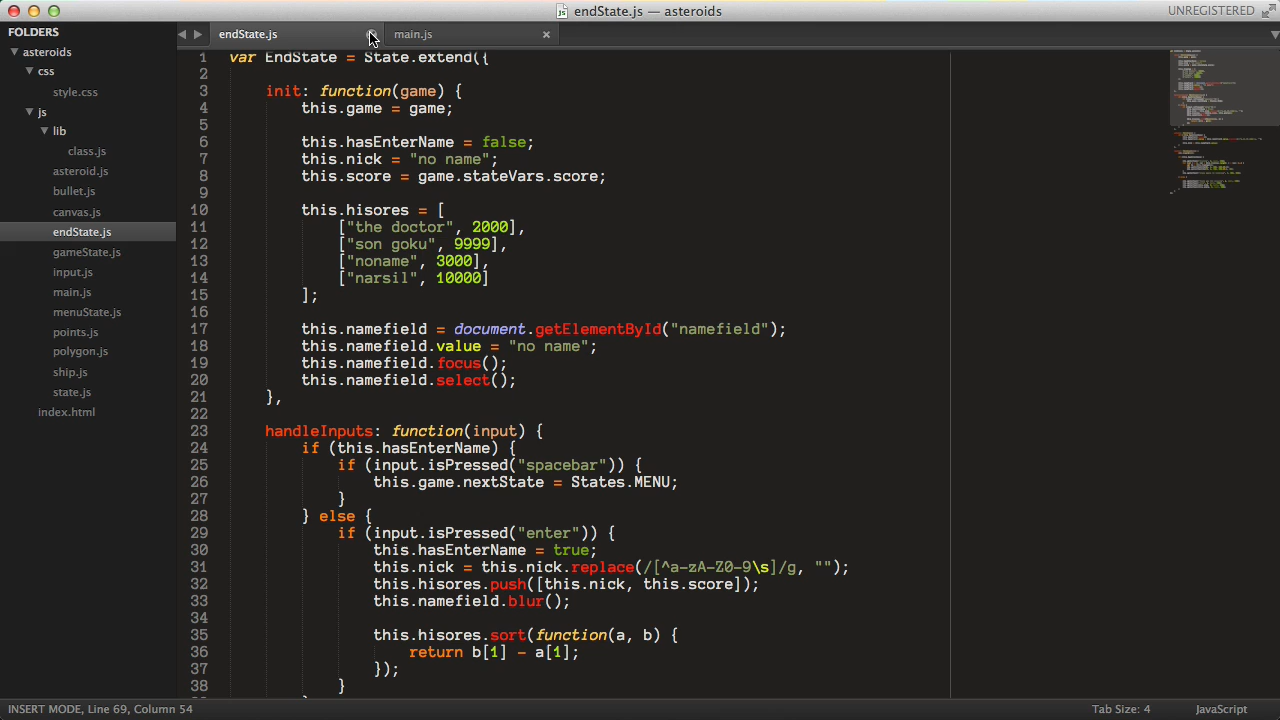 endState.js — asteroids
UNREGISTERED
FOLDERS
asteroids
css
style.css
js
lib
class.js
asteroid.js
bullet.js
canvas.js
endState.js
gameState.js
input.js
main.js
menuState.js
points.js
polygon.js
ship.js
state.js
index.html
endState.js
main.js
1 var EndState = State.extend({
2
3 init: function(game) {
4 this.game = game;
5
6 this.hasEnterName = false;
7 this.nick = "no name";
8 this.score = game.stateVars.score;
9
10 this.hisores = [
11 ["the doctor", 2000],
12 ["son goku", 9999],
13 ["noname", 3000],
14 ["narsil", 10000]
15 ];
16
17 this.namefield = document.getElementById("namefield");
18 this.namefield.value = "no name";
19 this.namefield.focus();
20 this.namefield.select();
21 },
22
23 handleInputs: function(input) {
24 if (this.hasEnterName) {
25 if (input.isPressed("spacebar")) {
26 this.game.nextState = States.MENU;
27 }
28 } else {
29 if (input.isPressed("enter")) {
30 this.hasEnterName = true;
31 this.nick = this.nick.replace(/[^a-zA-Z0-9\s]/g, "");
32 this.hisores.push([this.nick, this.score]);
33 this.namefield.blur();
34
35 this.hisores.sort(function(a, b) {
36 return b[1] - a[1];
37 });
38 }
INSERT MODE, Line 69, Column 54
Tab Size: 4
JavaScript